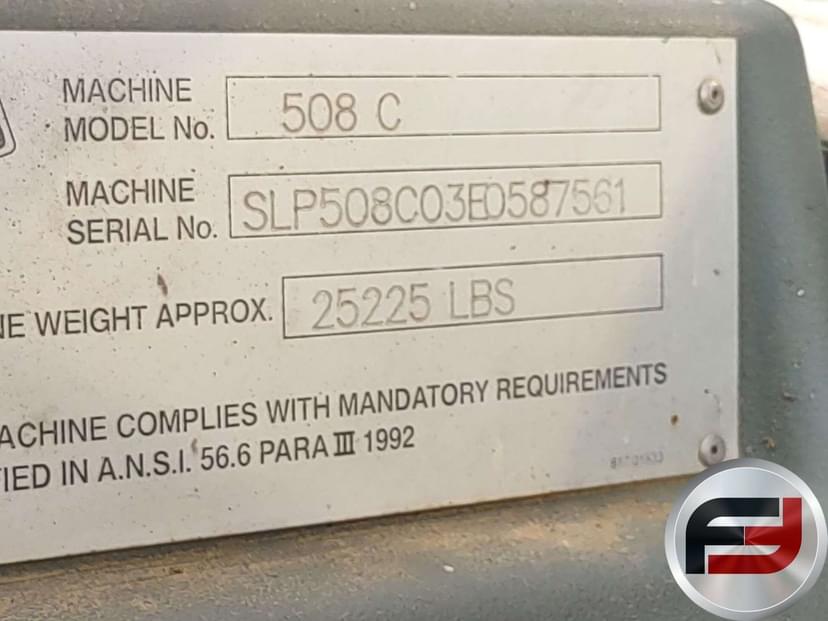 MACHINE
MODEL No. 508 C
MACHINE
SERIAL No. SLP508C03E0587561
NE WEIGHT APPROX. 25225 LBS
ACHINE COMPLIES WITH MANDATORY REQUIREMENTS
FIED IN A.N.S.I. 56.6 PARA III 1992